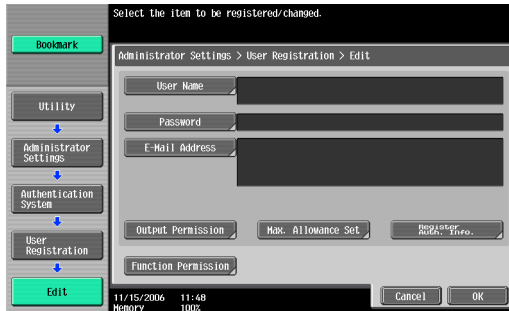 Select the item to be registered/changed.
Bookmark
Administrator Settings > User Registration > Edit
User Name
Utility
Password
Administrator
Settings
E-Mail Address
Authentication
System
Output Permission
Max. Allowance Set
Register
Auth. Info.
User
Registration
Function Permission
Edit
11/15/2006 11:48
Memory 100%
Cancel
OK